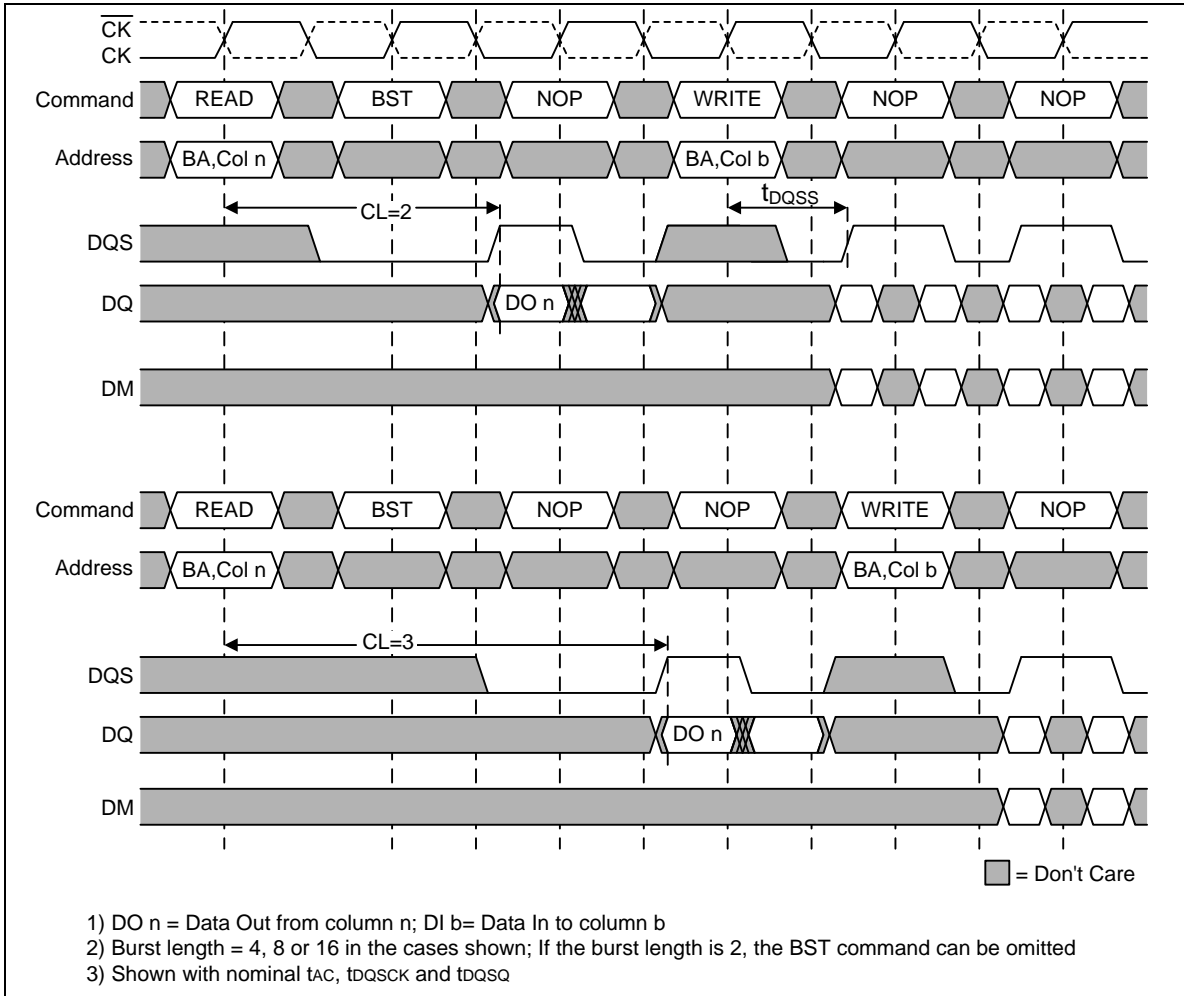 CK
CK
Command READ BST NOP WRITE NOP NOP
Address BA,Col n BA,Col b
CL=2 tDQSS
DQS
DQ DO n
DM
Command READ BST NOP NOP WRITE NOP
Address BA,Col n BA,Col b
CL=3
DQS
DQ DO n
DM
= Don't Care
1) DO n = Data Out from column n; DI b= Data In to column b
2) Burst length = 4, 8 or 16 in the cases shown; If the burst length is 2, the BST command can be omitted
3) Shown with nominal tAC, tDQSCK and tDQSQ